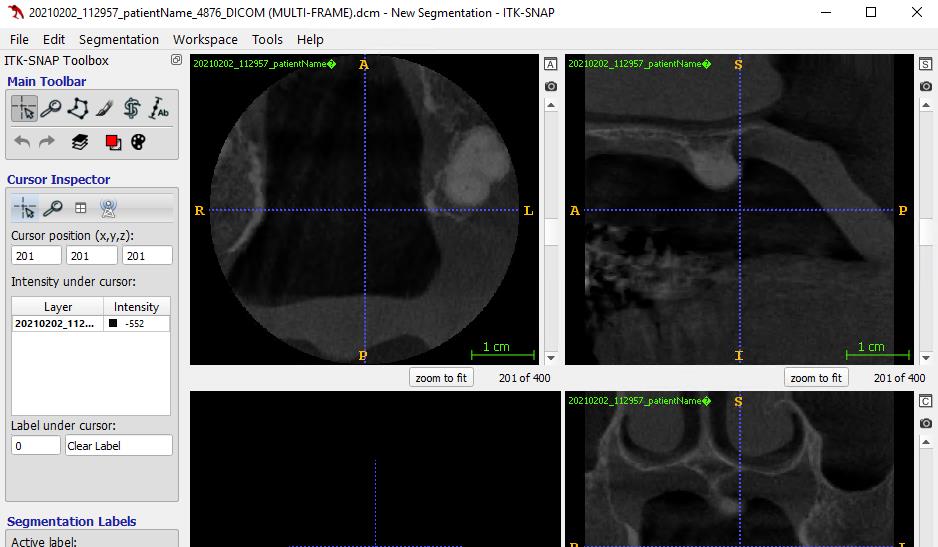 20210202_112957_patientName_4876_DICOM (MULTI-FRAME).dcm - New Segmentation - ITK-SNAP
File Edit Segmentation Workspace Tools Help
ITK-SNAP Toolbox
Main Toolbar
Ab
Cursor Inspector
Cursor position (x,y,z):
201 201 201
Intensity under cursor:
Layer Intensity
20210202_112... -552
Label under cursor:
0 Clear Label
Segmentation Labels
Active label:
20210202_112957_patientName�
A
R
L
P
1 cm
A
zoom to fit 201 of 400
20210202_112957_patientName�
S
A
P
I
1 cm
S
zoom to fit 201 of 400
20210202_112957_patientName�
S
C